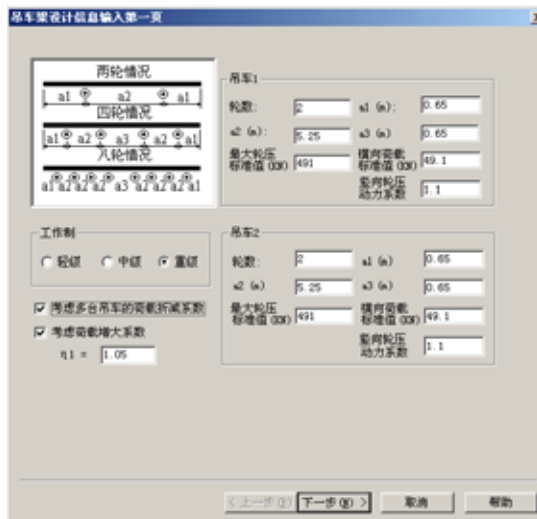 吊车梁设计信息输入第一页
两轮情况
a1 a2 a1
四轮情况
a1 a2 a3 a2 a1
八轮情况
a1 a2 a2 a2 a3 a2 a2 a2 a1
吊车1
轮数: 2 a1 (m): 0.65
a2 (m): 5.25 a3 (m) 0.65
最大轮压标准值(KN) 491 横向荷载标准值(KN) 49.1
竖向轮压动力系数 1.1
工作制
轻级 中级 重级
考虑多台吊车的荷载折减系数
考虑荷载增大系数
η1 = 1.05
吊车2
轮数: 2 a1 (m) 0.65
a2 (m) 5.25 a3 (m) 0.65
最大轮压标准值(KN) 491 横向荷载标准值(KN) 49.1
竖向轮压动力系数 1.1
<上一步(B) 下一步(N) > 取消 帮助